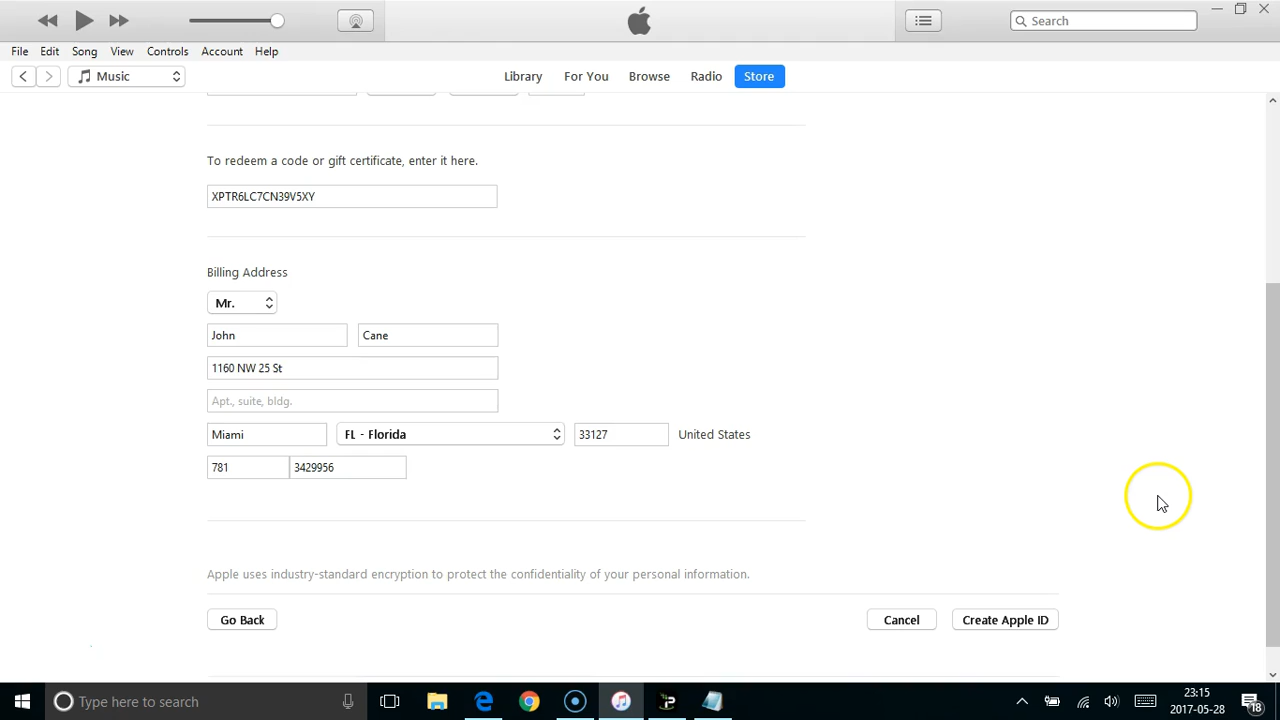 Search
File Edit Song View Controls Account Help
Music Library For You Browse Radio Store
To redeem a code or gift certificate, enter it here.
XPTR6LC7CN39V5XY
Billing Address
Mr.
John Cane
1160 NW 25 St
Apt., suite, bldg.
Miami FL - Florida 33127 United States
781 3429956
Apple uses industry-standard encryption to protect the confidentiality of your personal information.
Go Back Cancel Create Apple ID
Type here to search
23:15
2017-05-28
18